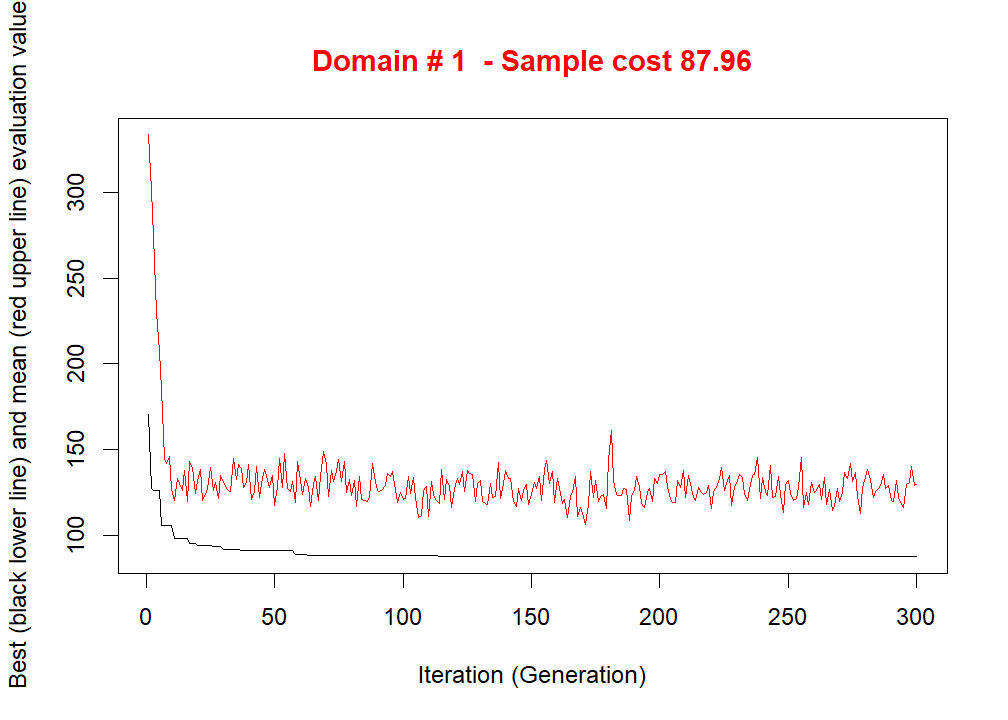 Domain # 1  - Sample cost 87.96
Best (black lower line) and mean (red upper line) evaluation value
300
250
200
150
100
0 50 100 150 200 250 300
Iteration (Generation)